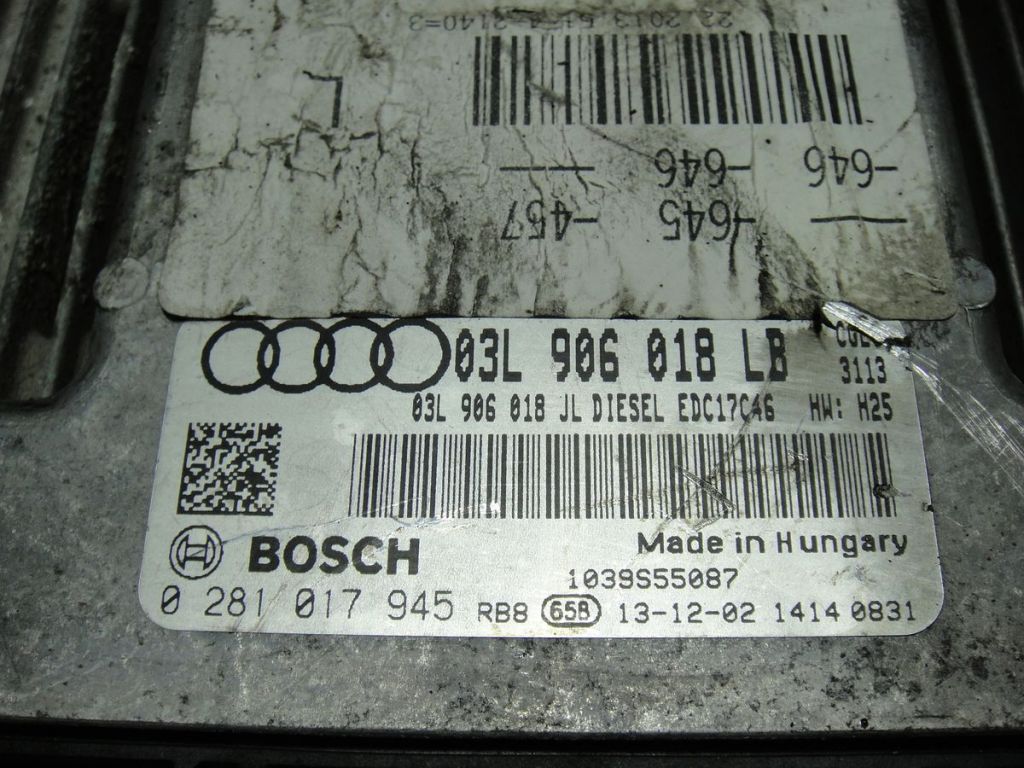 L
-646 -646 ---
--- -645 -457
03L 906 018 LB
3113
03L 906 018 JL DIESEL EDC17C46 HW: H25
BOSCH
Made in Hungary
1039S55087
0 281 017 945 RB8 65B 13-12-02 1414 0831